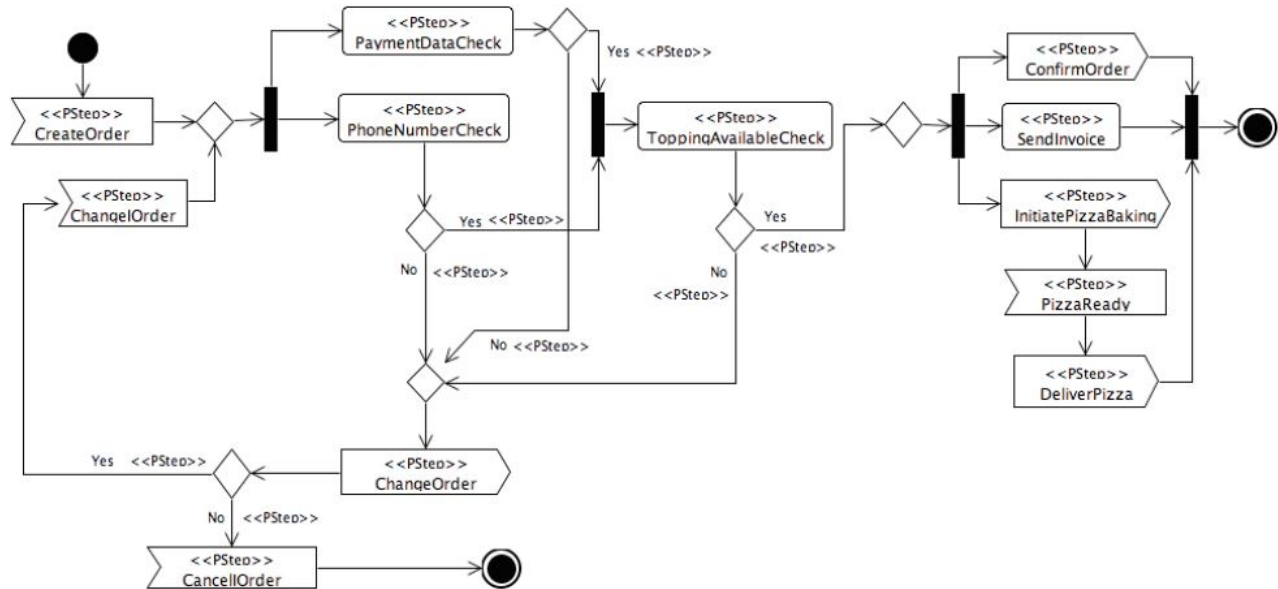 <<PStep>>
PaymentDataCheck
Yes <<PStep>>
<<PStep>>
ConfirmOrder
<<PStep>>
CreateOrder
<<PStep>>
PhoneNumberCheck
<<PStep>>
ToppingAvailableCheck
<<PStep>>
SendInvoice
<<PStep>>
ChangelOrder
Yes <<PStep>>
Yes
<<PStep>>
<<PStep>>
InitiatePizzaBaking
No <<PStep>>
No
<<PStep>>
<<PStep>>
PizzaReady
No <<PStep>>
<<PStep>>
DeliverPizza
Yes <<PStep>>
<<PStep>>
ChangeOrder
No <<PStep>>
<<PStep>>
CancellOrder